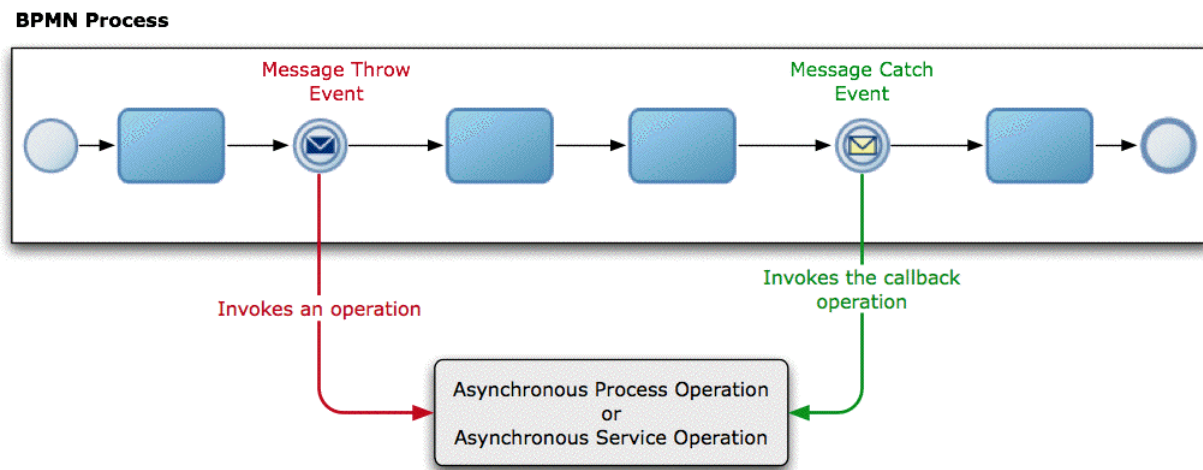 BPMN Process
Message Throw
Event
Message Catch
Event
Invokes an operation
Invokes the callback
operation
Asynchronous Process Operation
or
Asynchronous Service Operation